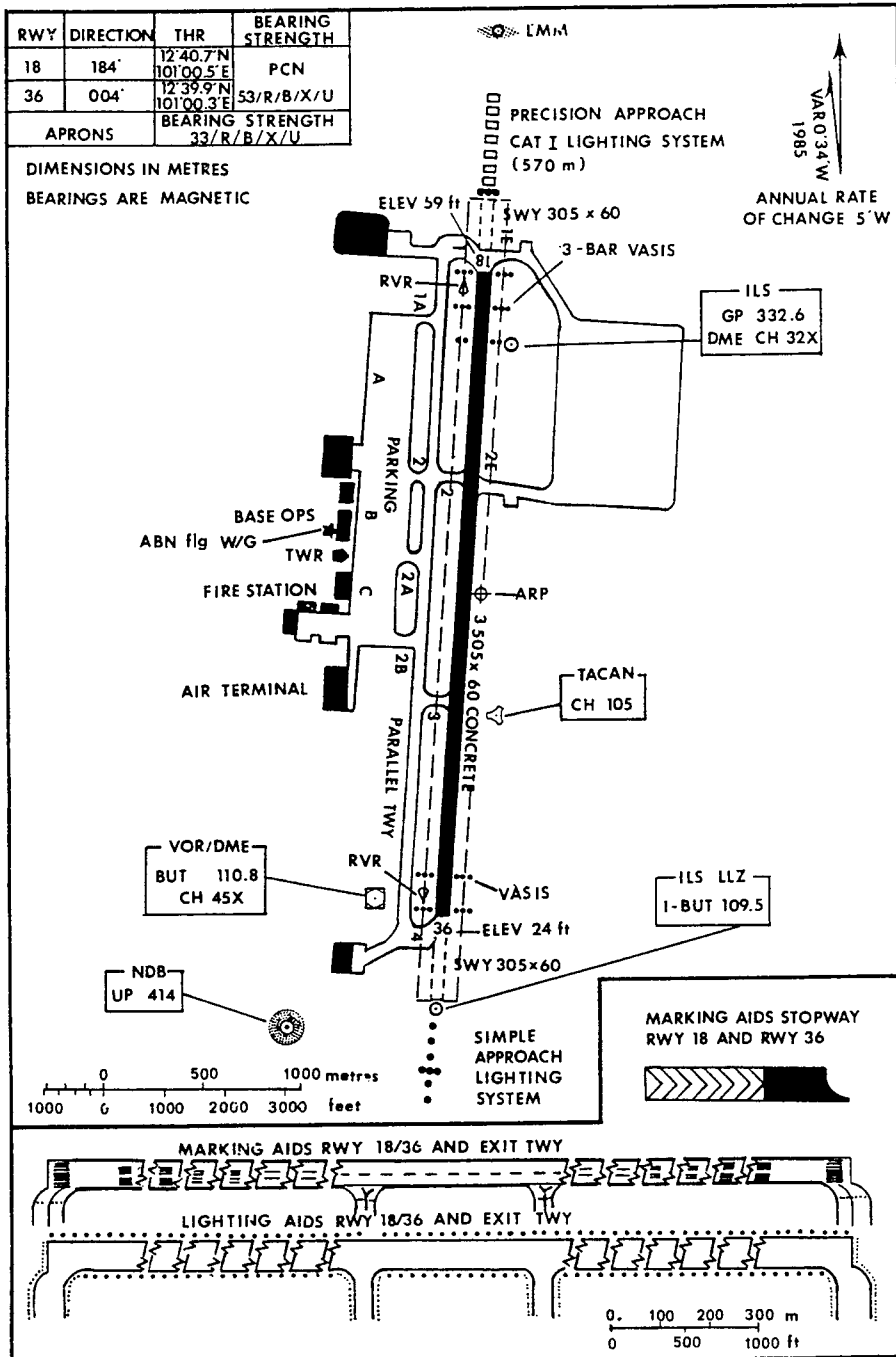 RWY DIRECTION THR BEARING STRENGTH
18 184° 12°40.7'N 101°00.5'E PCN
36 004° 12°39.9'N 101°00.3'E 53/R/B/X/U
APRONS BEARING STRENGTH 33/R/B/X/U
DIMENSIONS IN METRES
BEARINGS ARE MAGNETIC
LMM
PRECISION APPROACH
CAT I LIGHTING SYSTEM
(570 m)
VAR 0°34'W
1985
ANNUAL RATE
OF CHANGE 5'W
ELEV 59 ft
SWY 305 x 60
1E
18
3-BAR VASIS
RVR
1A
1
ILS
GP 332.6
DME CH 32X
A
PARKING
2
2
2E
B
BASE OPS
ABN flg W/G
TWR
C
FIRE STATION
2A
ARP
2B
3505 x 60 CONCRETE
AIR TERMINAL
TACAN
CH 105
3
PARALLEL TWY
VOR/DME
BUT 110.8
CH 45X
RVR
VASIS
ILS LLZ
I-BUT 109.5
4
36
ELEV 24 ft
SWY 305x60
NDB
UP 414
SIMPLE
APPROACH
LIGHTING
SYSTEM
MARKING AIDS STOPWAY
RWY 18 AND RWY 36
0 500 1000 metres
1000 0 1000 2000 3000 feet
MARKING AIDS RWY 18/36 AND EXIT TWY
LIGHTING AIDS RWY 18/36 AND EXIT TWY
0 100 200 300 m
0 500 1000 ft